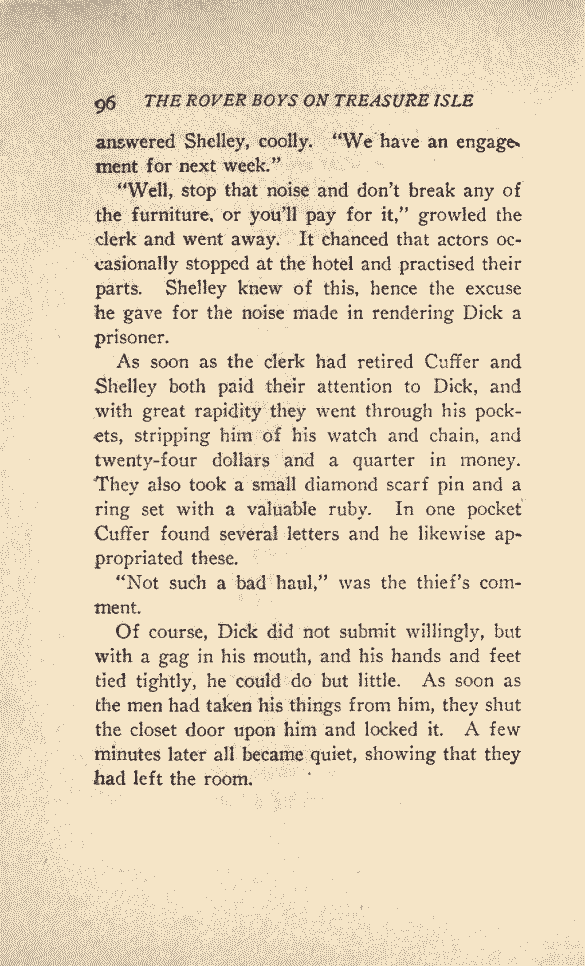 96 THE ROVER BOYS ON TREASURE ISLE
answered Shelley, coolly. “We have an engage-
ment for next week.”
“Well, stop that noise and don’t break any of
the furniture, or you’ll pay for it,” growled the
clerk and went away. It chanced that actors oc-
casionally stopped at the hotel and practised their
parts. Shelley knew of this, hence the excuse
he gave for the noise made in rendering Dick a
prisoner.
As soon as the clerk had retired Cuffer and
Shelley both paid their attention to Dick, and
with great rapidity they went through his pock-
ets, stripping him of his watch and chain, and
twenty-four dollars and a quarter in money.
They also took a small diamond scarf pin and a
ring set with a valuable ruby. In one pocket
Cuffer found several letters and he likewise ap-
propriated these.
“Not such a bad haul,” was the thief’s com-
ment.
Of course, Dick did not submit willingly, but
with a gag in his mouth, and his hands and feet
tied tightly, he could do but little. As soon as
the men had taken his things from him, they shut
the closet door upon him and locked it. A few
minutes later all became quiet, showing that they
had left the room.